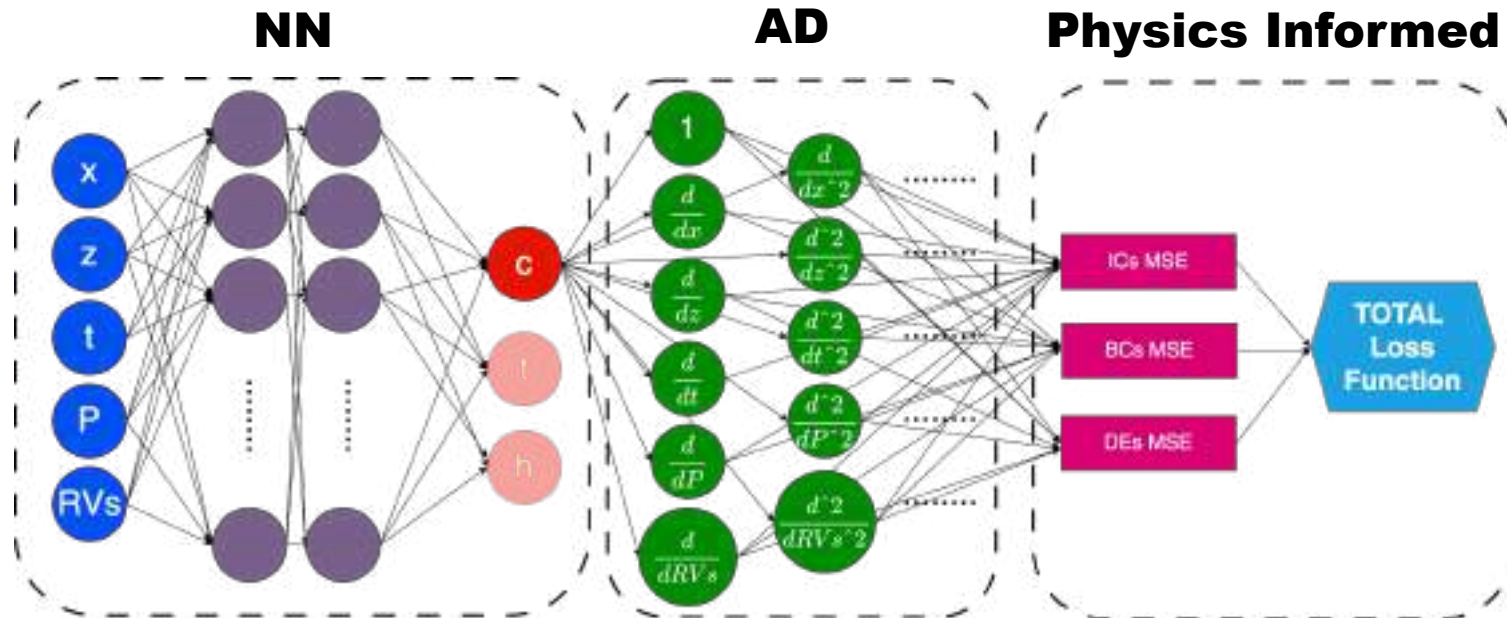 NN
AD
Physics Informed
x
z
t
P
RVs
c
h
1
d
dx
d
dz
d
dt
d
dP
d
dRVs
d
dx^2
d^2
dz^2
d^2
dt^2
d^2
dP^2
d^2
dRVs^2
ICs MSE
BCs MSE
DEs MSE
TOTAL
Loss
Function